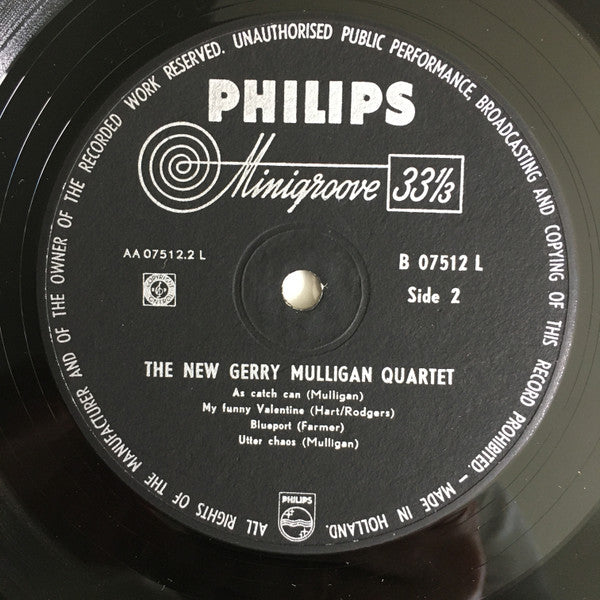 ALL RIGHTS OF THE MANUFACTURER AND OF THE OWNER OF THE RECORDED WORK RESERVED. UNAUTHORISED PUBLIC PERFORMANCE, BROADCASTING AND COPYING OF THIS RECORD PROHIBITED. – MADE IN HOLLAND.
PHILIPS
Minigroove 33⅓
AA 07512.2 L
B 07512 L
Side 2
THE NEW GERRY MULLIGAN QUARTET
As catch can (Mulligan)
My funny Valentine (Hart/Rodgers)
Blueport (Farmer)
Utter chaos (Mulligan)
PHILIPS